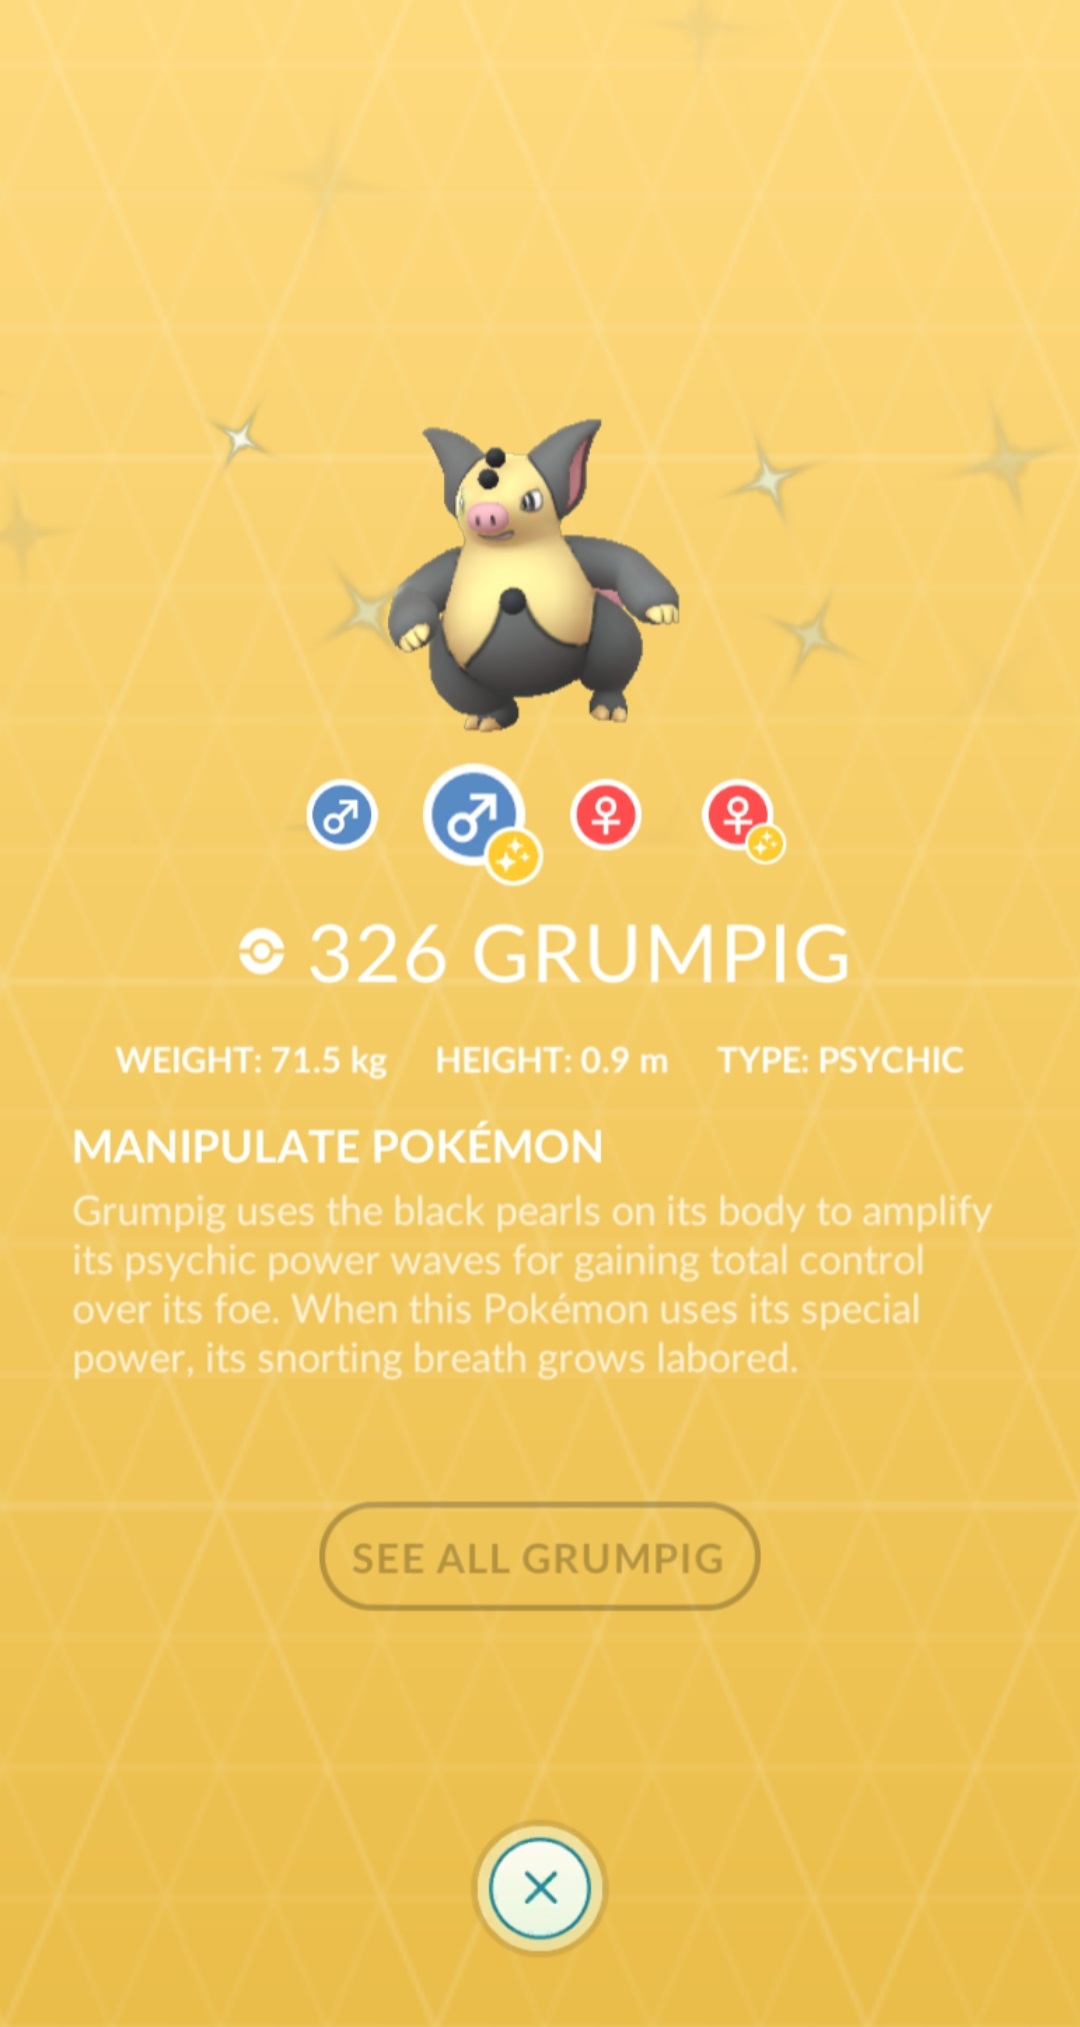 326 GRUMPIG
WEIGHT: 71.5 kg HEIGHT: 0.9 m TYPE: PSYCHIC
MANIPULATE POKÉMON
Grumpig uses the black pearls on its body to amplify
its psychic power waves for gaining total control
over its foe. When this Pokémon uses its special
power, its snorting breath grows labored.
SEE ALL GRUMPIG